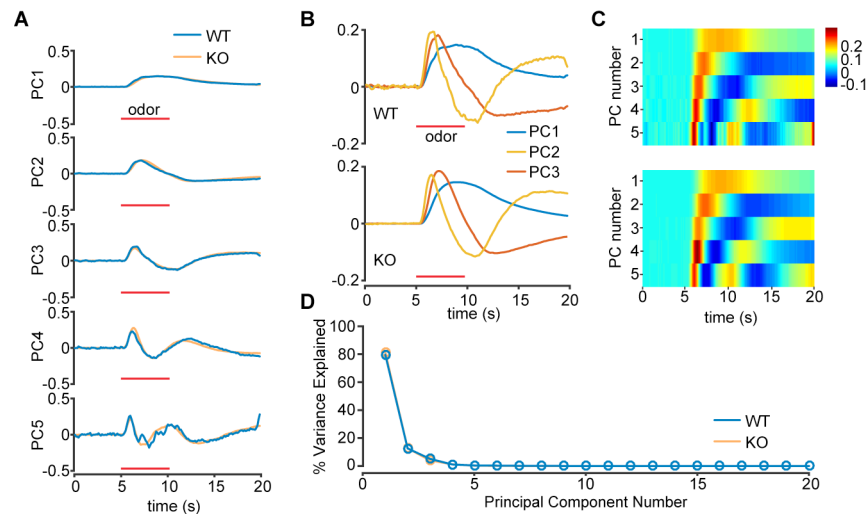 A
WT
KO
0.5
PC1
0
-0.5
odor
0.5
PC2
0
-0.5
0.5
PC3
0
-0.5
0.5
PC4
0
-0.5
0.5
PC5
0
-0.5
0 5 10 15 20
time (s)
B
0.2
0
WT
-0.2
odor
PC1
PC2
PC3
0.2
0
KO
-0.2
0 5 10 15 20
time (s)
C
PC number
1
2
3
4
5
0.2
0.1
0
-0.1
PC number
1
2
3
4
5
0 5 10 15 20
time (s)
D
% Variance Explained
100
80
60
40
20
0
WT
KO
0 5 10 15 20
Principal Component Number